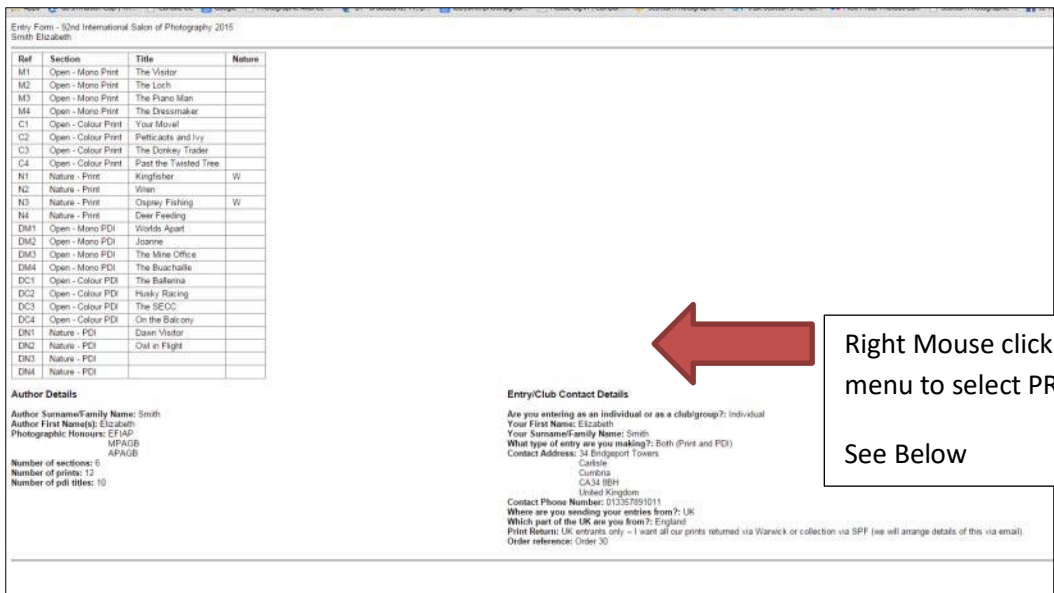 Entry Form - 92nd International Salon of Photography 2015
Smith Elizabeth
Ref Section Title Nature
M1 Open - Mono Print The Visitor
M2 Open - Mono Print The Loch
M3 Open - Mono Print The Piano Man
M4 Open - Mono Print The Dressmaker
C1 Open - Colour Print Your Move!
C2 Open - Colour Print Petticaots and Ivy
C3 Open - Colour Print The Donkey Trader
C4 Open - Colour Print Past the Twisted Tree
N1 Nature - Print Kingfisher W
N2 Nature - Print Wren
N3 Nature - Print Osprey Fishing W
N4 Nature - Print Deer Feeding
DM1 Open - Mono PDI Worlds Apart
DM2 Open - Mono PDI Joanne
DM3 Open - Mono PDI The Mine Office
DM4 Open - Mono PDI The Buachaille
DC1 Open - Colour PDI The Ballerina
DC2 Open - Colour PDI Husky Racing
DC3 Open - Colour PDI The SECC
DC4 Open - Colour PDI On the Balcony
DN1 Nature - PDI Dawn Visitor
DN2 Nature - PDI Owl in Flight
DN3 Nature - PDI
DN4 Nature - PDI
Right Mouse click
menu to select PR
See Below
Author Details
Author Surname/Family Name: Smith
Author First Name(s): Elizabeth
Photographic Honours: EFIAP
MPAGB
APAGB
Number of sections: 6
Number of prints: 12
Number of pdi titles: 10
Entry/Club Contact Details
Are you entering as an individual or as a club/group?: Individual
Your First Name: Elizabeth
Your Surname/Family Name: Smith
What type of entry are you making?: Both (Print and PDI)
Contact Address: 34 Bridgeport Towers
Carlisle
Cumbria
CA34 8BH
United Kingdom
Contact Phone Number: 013357891011
Where are you sending your entries from?: UK
Which part of the UK are you from?: England
Print Return: UK entrants only – I want all our prints returned via Warwick or collection via SPF (we will arrange details of this via email)
Order reference: Order 30